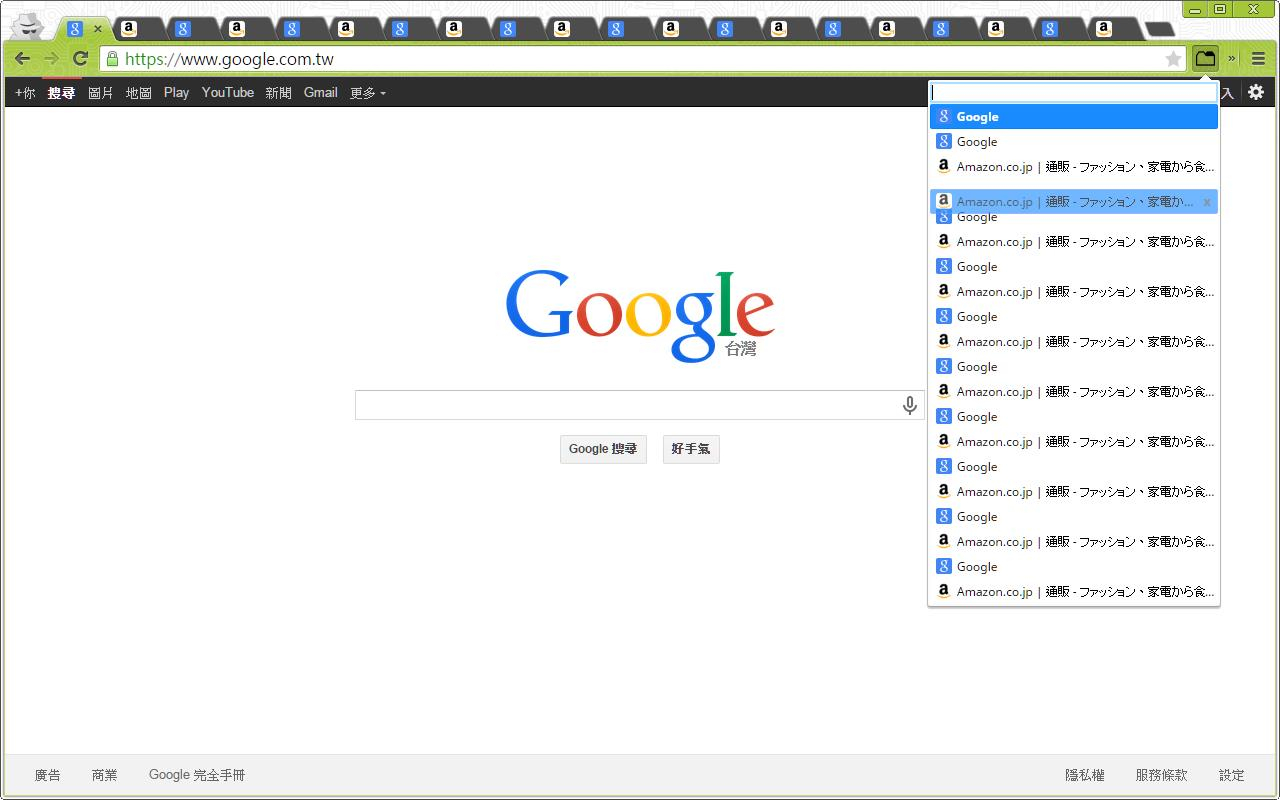 https://www.google.com.tw
+你 搜尋 圖片 地圖 Play YouTube 新聞 Gmail 更多
入
Google
Google
Amazon.co.jp | 通販 - ファッション、家電から食...
Amazon.co.jp | 通販 - ファッション、家電か... x
Google
Amazon.co.jp | 通販 - ファッション、家電から食...
Google
Amazon.co.jp | 通販 - ファッション、家電から食...
Google
Amazon.co.jp | 通販 - ファッション、家電から食...
Google
Amazon.co.jp | 通販 - ファッション、家電から食...
Google
Amazon.co.jp | 通販 - ファッション、家電から食...
Google
Amazon.co.jp | 通販 - ファッション、家電から食...
Google
Amazon.co.jp | 通販 - ファッション、家電から食...
Google
Amazon.co.jp | 通販 - ファッション、家電から食...
Google
台灣
Google 搜尋 好手氣
廣告 商業 Google 完全手冊 隱私權 服務條款 設定